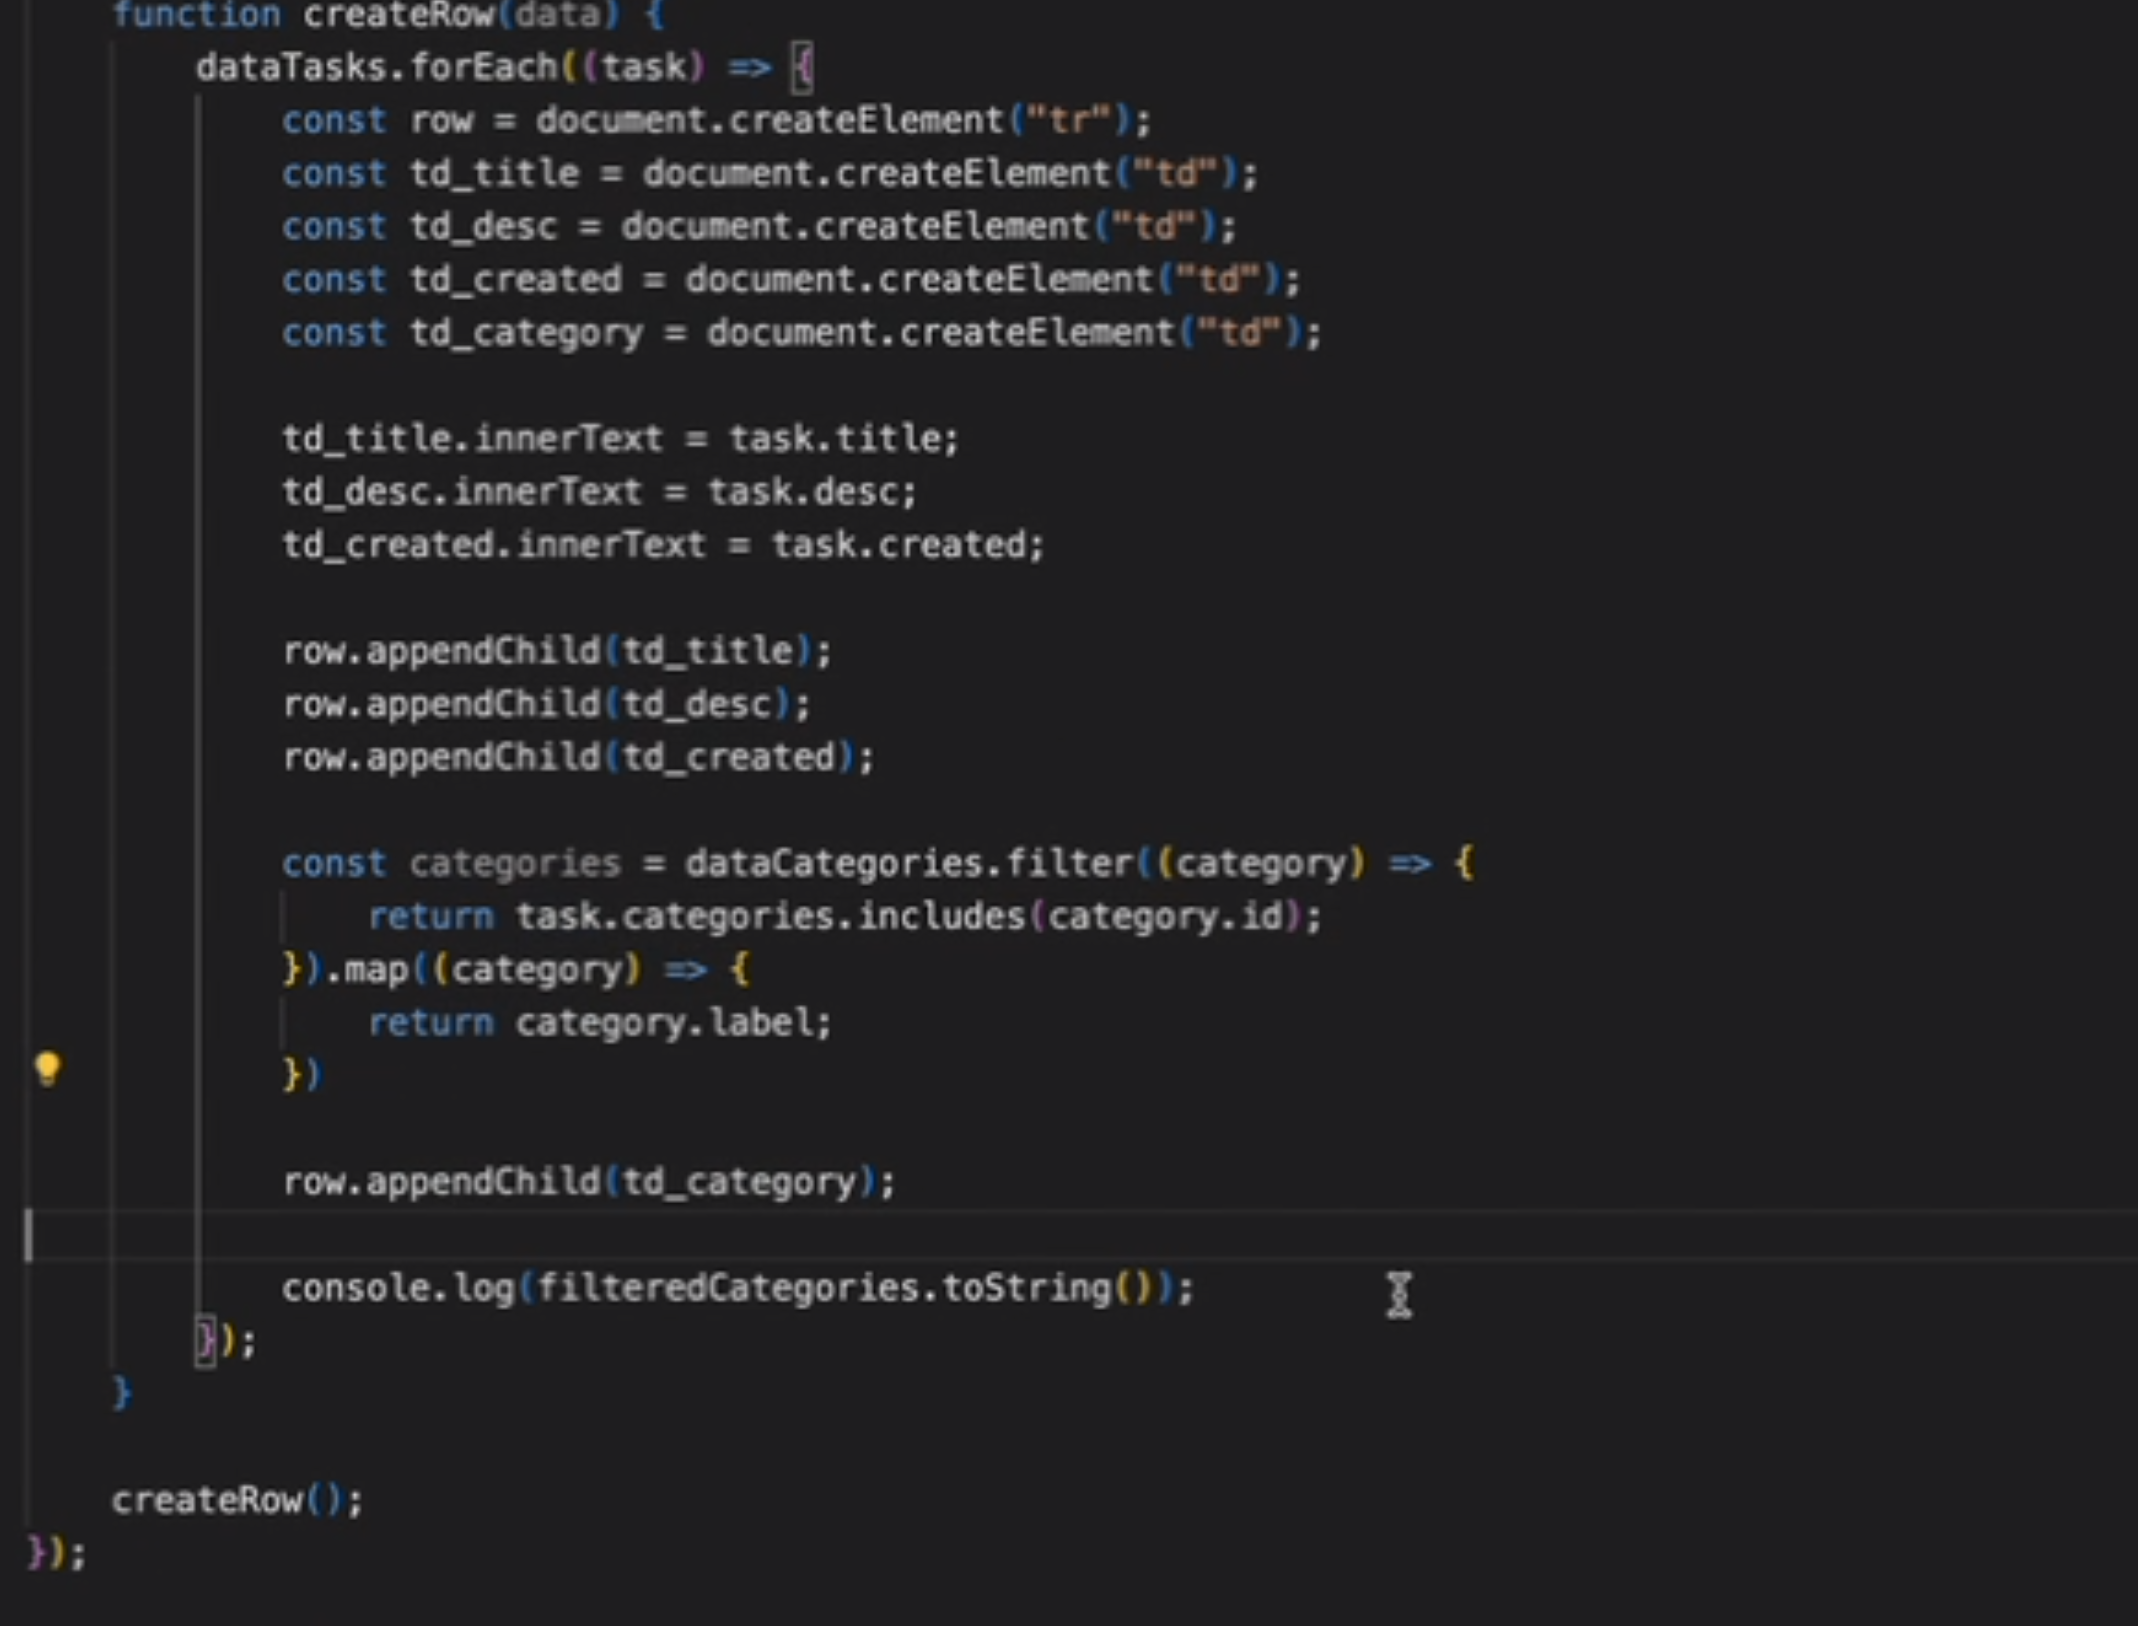 function createRow(data) {
dataTasks.forEach((task) => {
const row = document.createElement("tr");
const td_title = document.createElement("td");
const td_desc = document.createElement("td");
const td_created = document.createElement("td");
const td_category = document.createElement("td");
td_title.innerText = task.title;
td_desc.innerText = task.desc;
td_created.innerText = task.created;
row.appendChild(td_title);
row.appendChild(td_desc);
row.appendChild(td_created);
const categories = dataCategories.filter((category) => {
return task.categories.includes(category.id);
}).map((category) => {
return category.label;
})
row.appendChild(td_category);
console.log(filteredCategories.toString());
});
}
createRow();
});